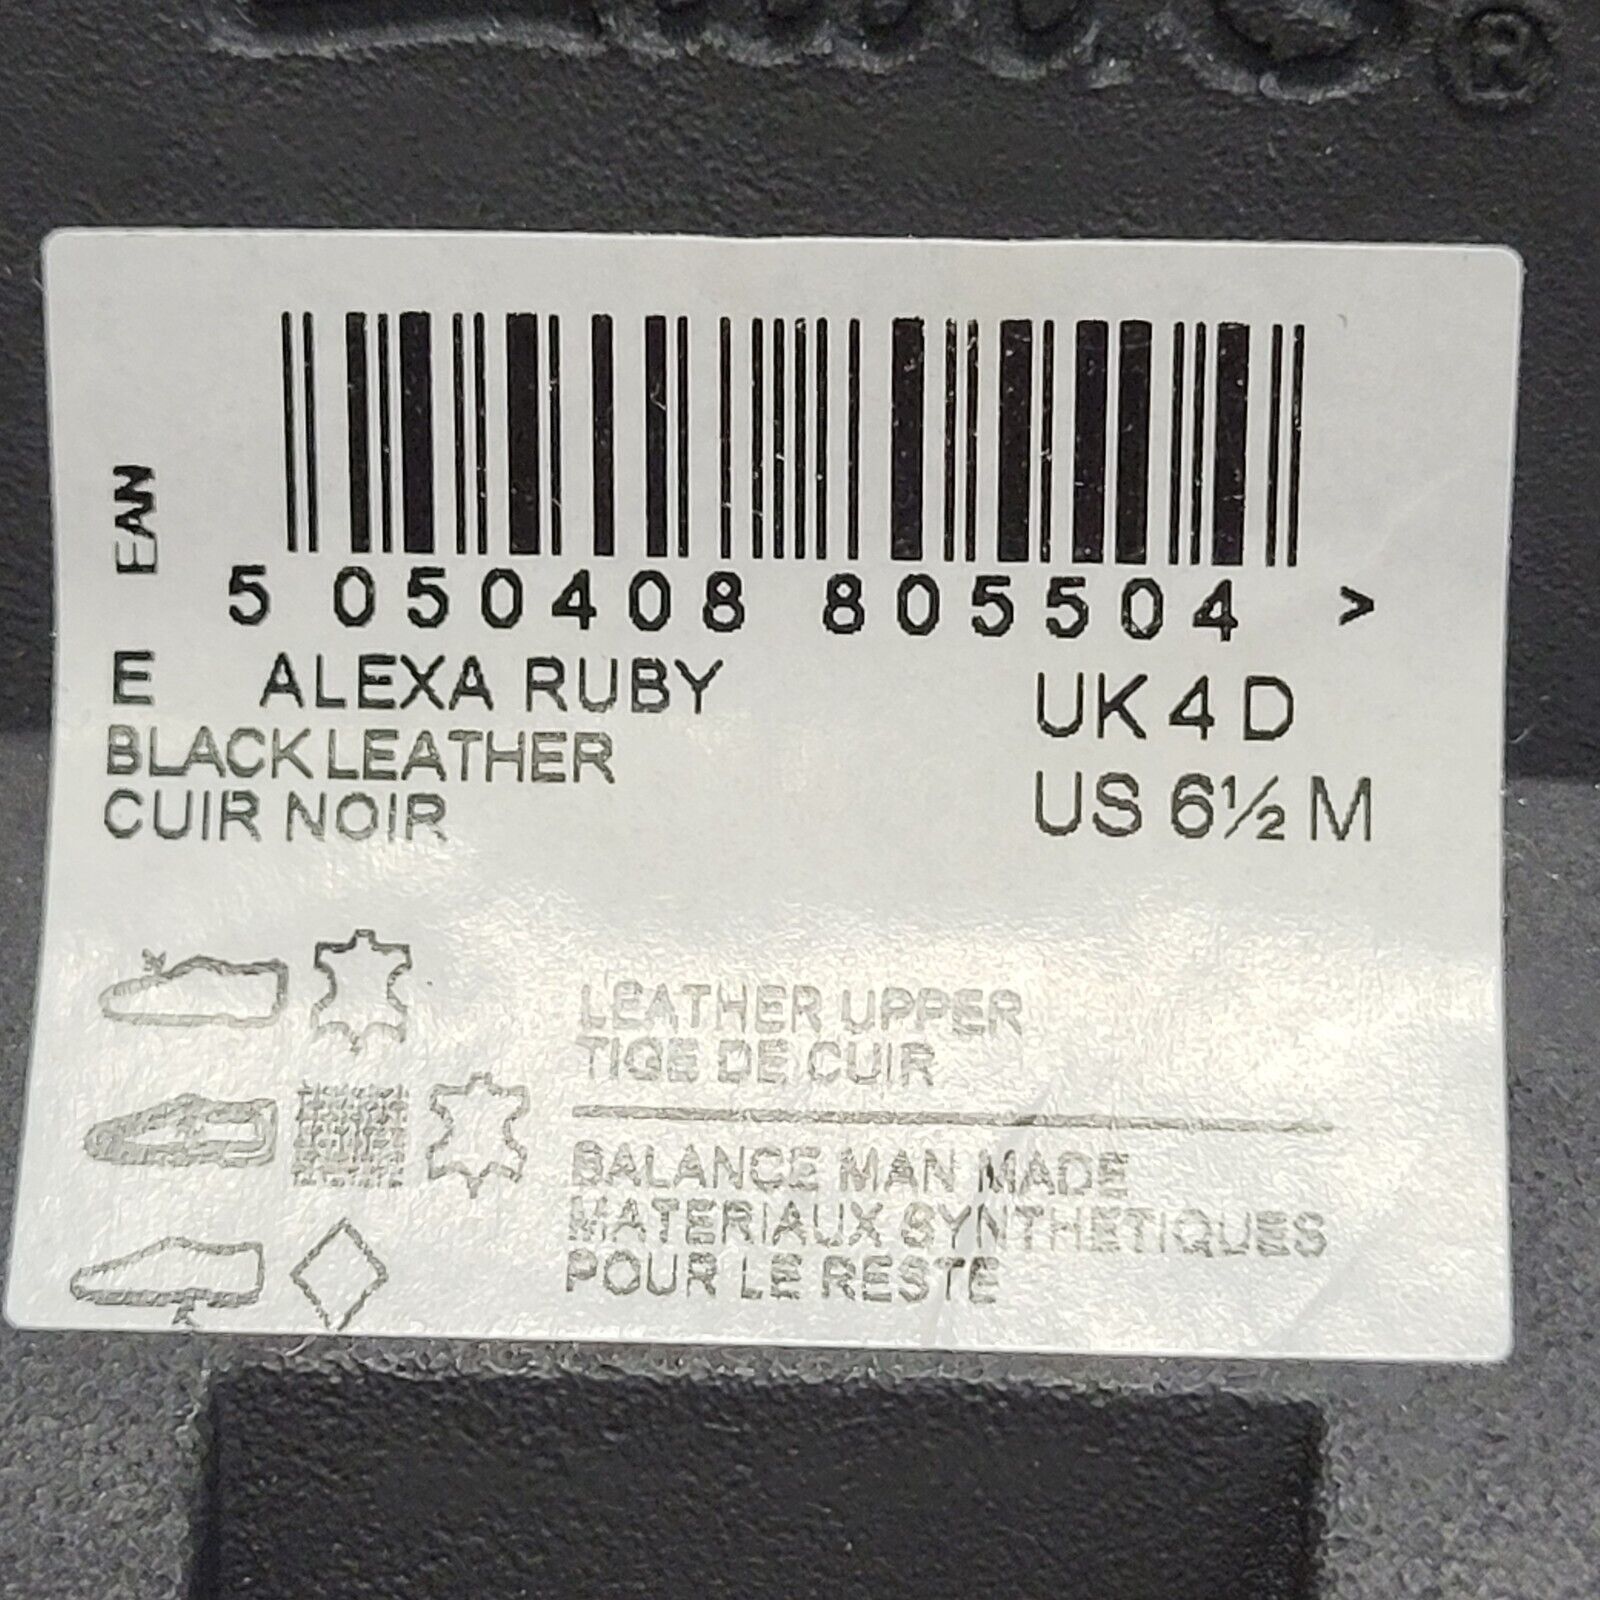 ®
EAN
5 050408 805504 >
E ALEXA RUBY
UK 4 D
BLACK LEATHER
CUIR NOIR
US 6½ M
LEATHER UPPER
TIGE DE CUIR
BALANCE MAN MADE
MATERIAUX SYNTHETIQUES
POUR LE RESTE